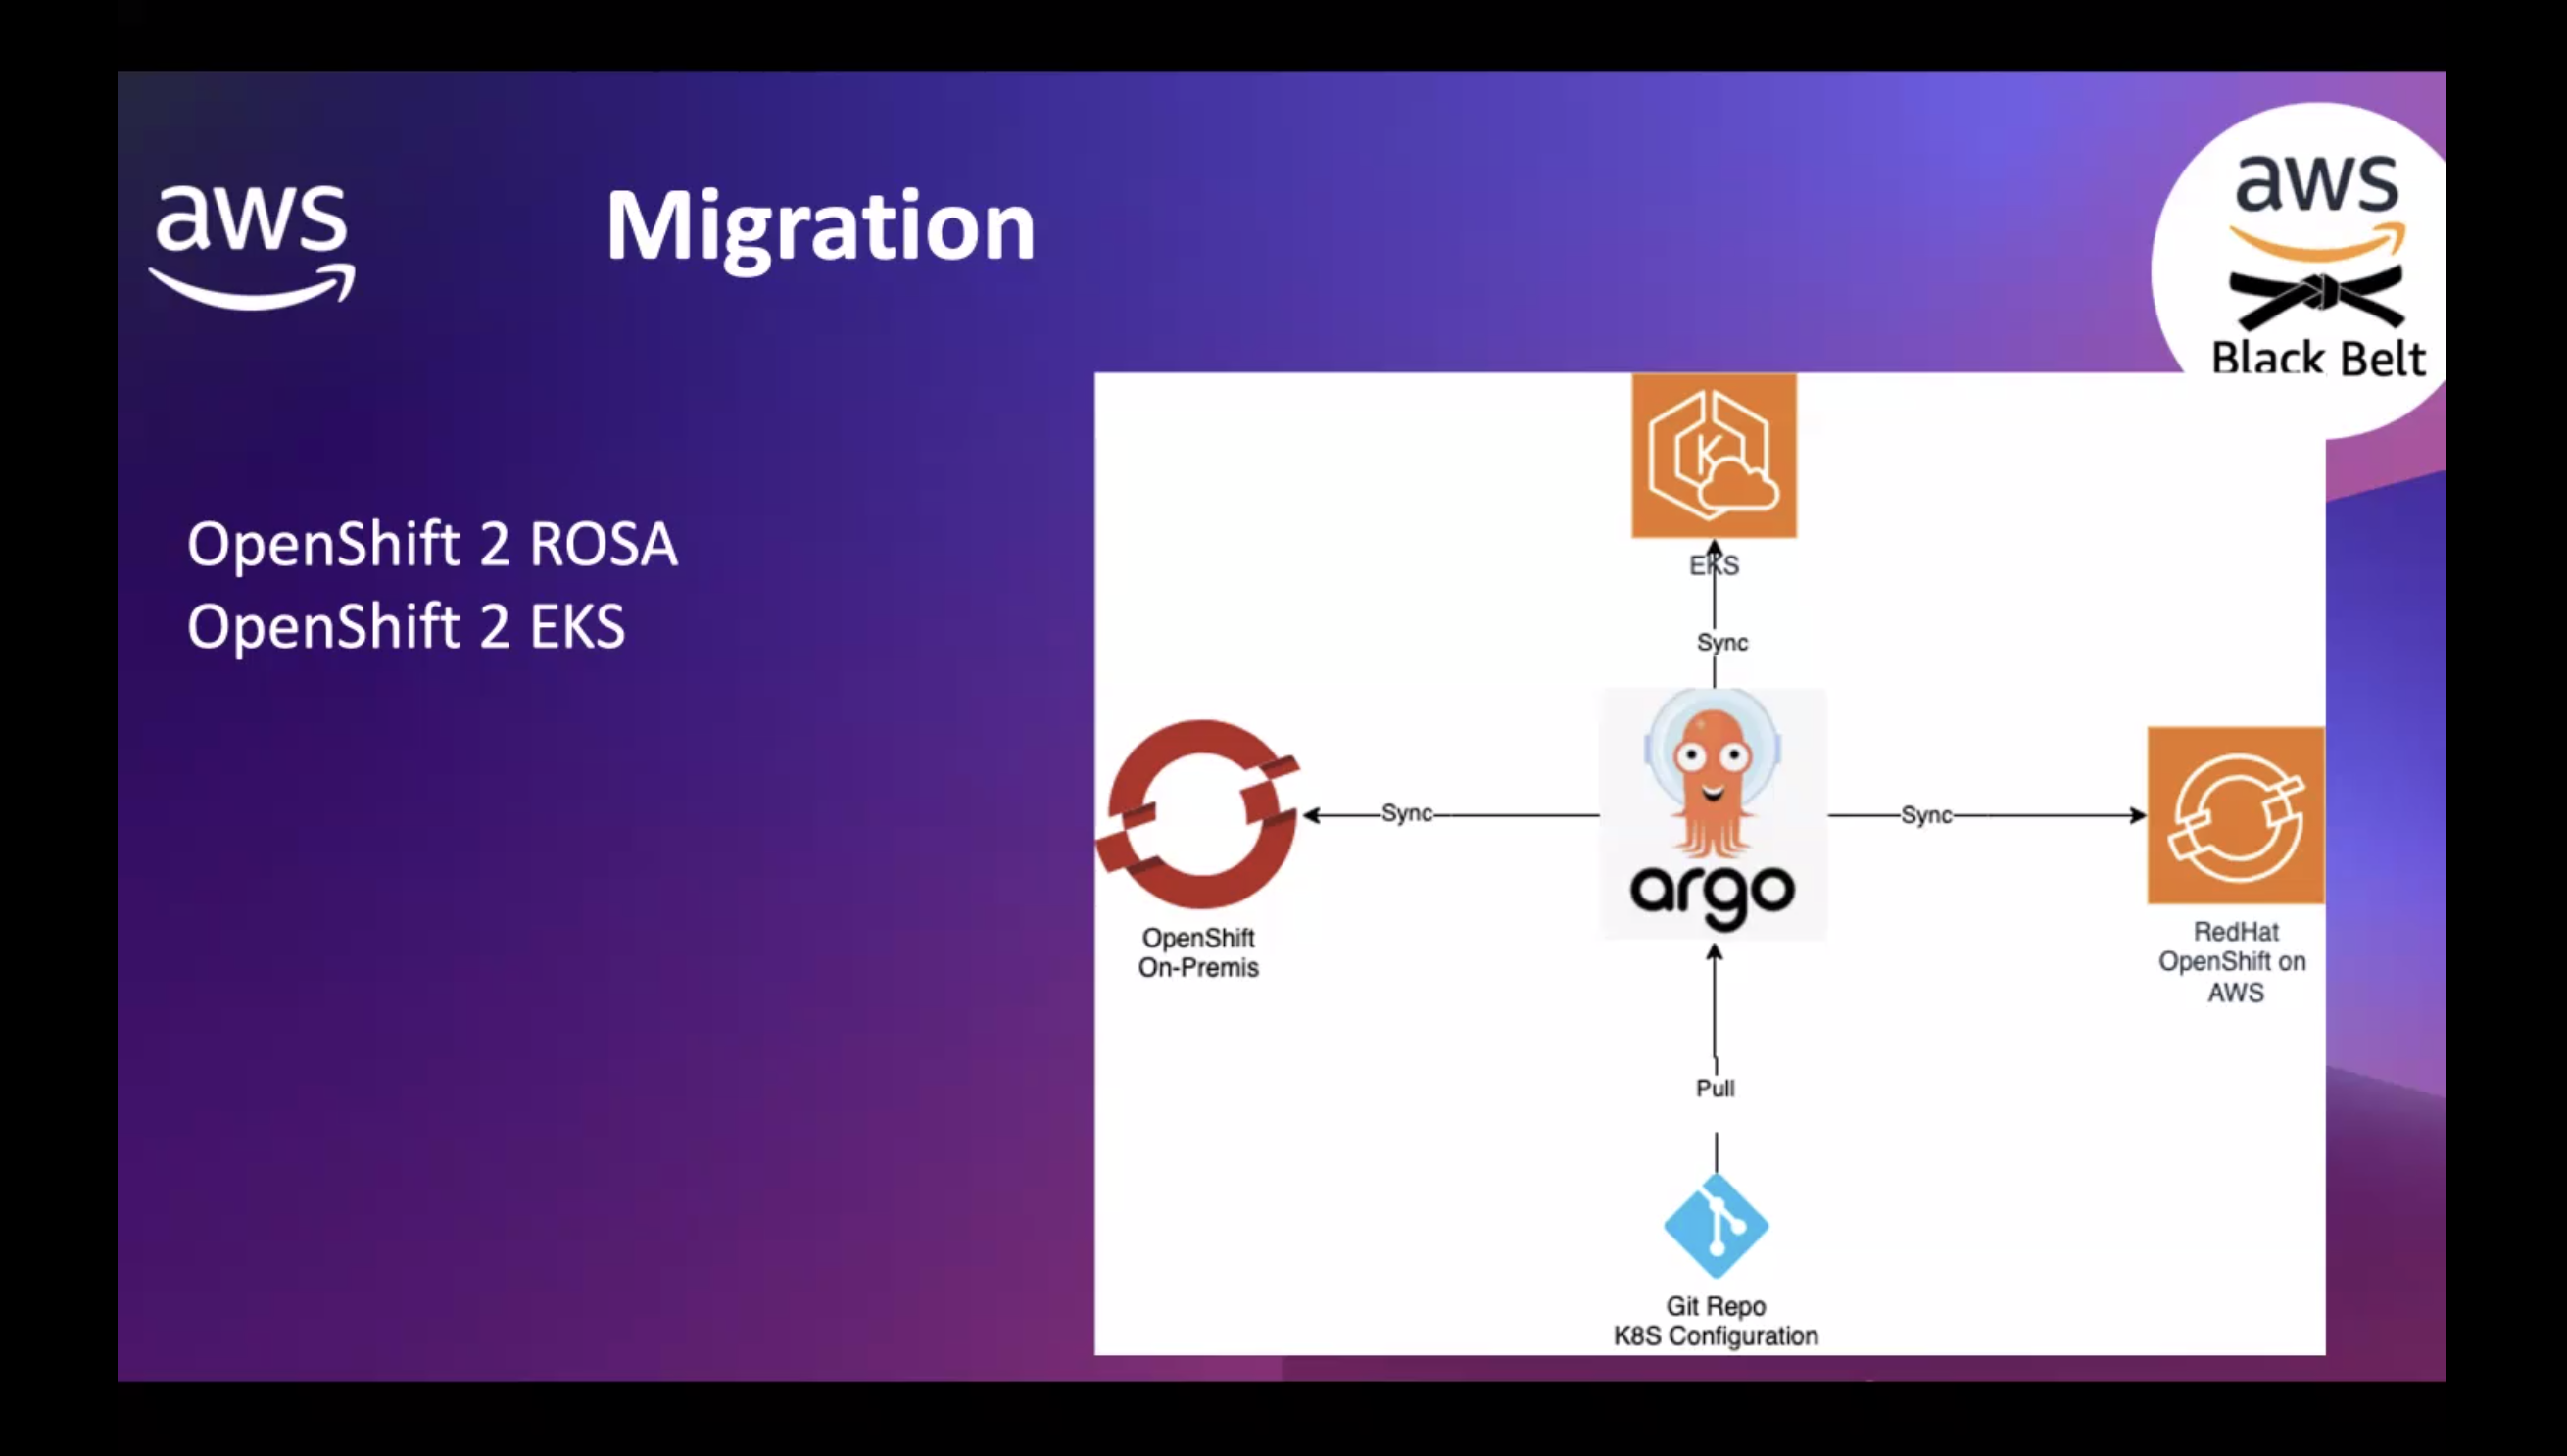 aws
Migration
aws
Black Belt
OpenShift 2 ROSA
OpenShift 2 EKS
EKS
Sync
Sync
argo
Sync
OpenShift
On-Premis
RedHat
OpenShift on
AWS
Pull
Git Repo
K8S Configuration